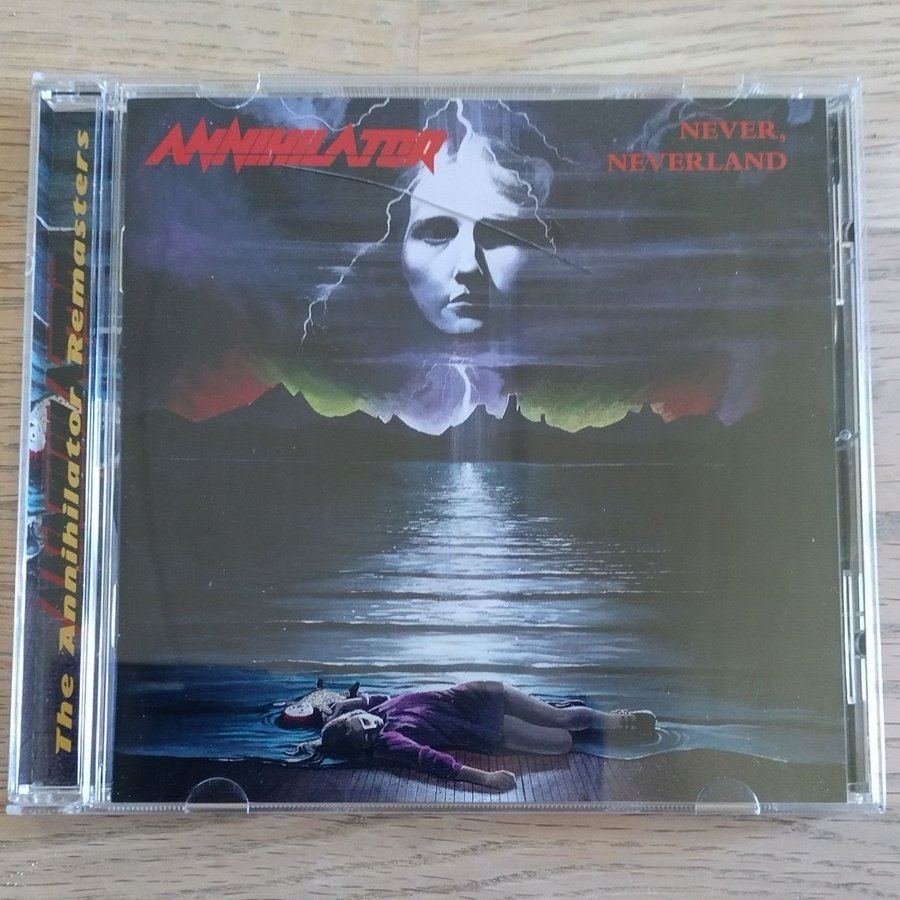 ANNIHILATOR
NEVER,
NEVERLAND
The Annihilator Remasters